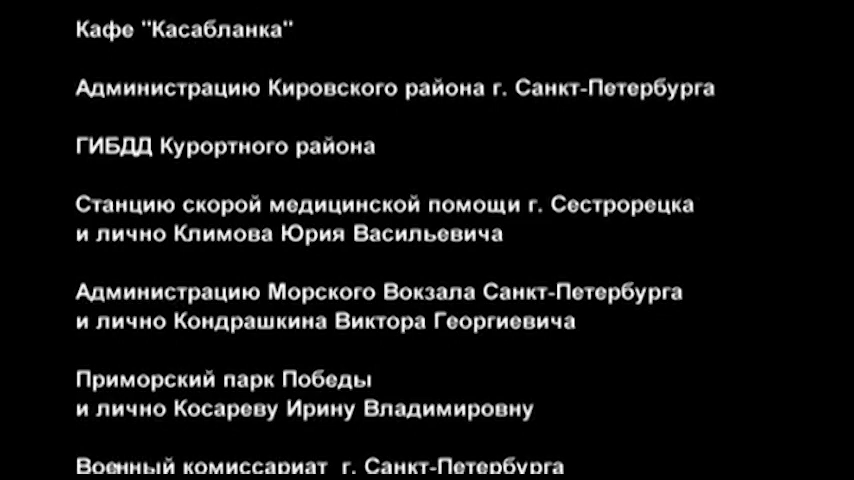 Кафе "Касабланка"
Администрацию Кировского района г. Санкт-Петербурга
ГИБДД Курортного района
Станцию скорой медицинской помощи г. Сестрорецка
и лично Климова Юрия Васильевича
Администрацию Морского Вокзала Санкт-Петербурга
и лично Кондрашкина Виктора Георгиевича
Приморский парк Победы
и лично Косареву Ирину Владимировну
Военный комиссариат г. Санкт-Петербурга